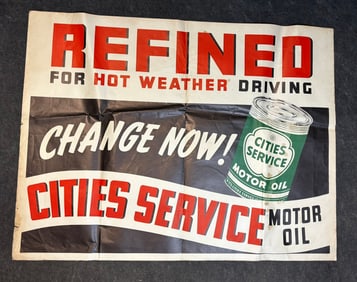 REFINED
FOR HOT WEATHER DRIVING
CHANGE NOW!
CITIES
SERVICE
MOTOR OIL
CITIES SERVICE MOTOR
OIL